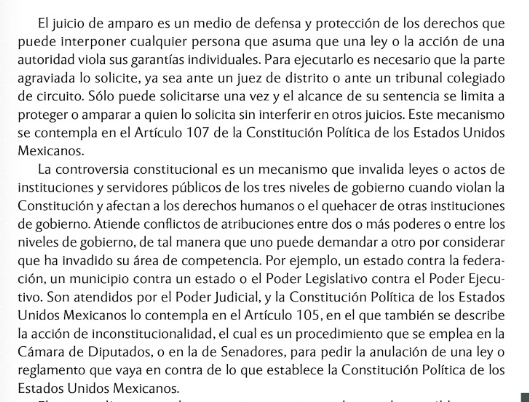 El juicio de amparo es un medio de defensa y protección de los derechos que
puede interponer cualquier persona que asuma que una ley o la acción de una
autoridad viola sus garantías individuales. Para ejecutarlo es necesario que la parte
agraviada lo solicite, ya sea ante un juez de distrito o ante un tribunal colegiado
de circuito. Sólo puede solicitarse una vez y el alcance de su sentencia se limita a
proteger o amparar a quien lo solicita sin interferir en otros juicios. Este mecanismo
se contempla en el Artículo 107 de la Constitución Política de los Estados Unidos
Mexicanos.
La controversia constitucional es un mecanismo que invalida leyes o actos de
instituciones y servidores públicos de los tres niveles de gobierno cuando violan la
Constitución y afectan a los derechos humanos o el quehacer de otras instituciones
de gobierno. Atiende conflictos de atribuciones entre dos o más poderes o entre los
niveles de gobierno, de tal manera que uno puede demandar a otro por considerar
que ha invadido su área de competencia. Por ejemplo, un estado contra la federa-
ción, un municipio contra un estado o el Poder Legislativo contra el Poder Ejecu-
tivo. Son atendidos por el Poder Judicial, y la Constitución Política de los Estados
Unidos Mexicanos lo contempla en el Artículo 105, en el que también se describe
la acción de inconstitucionalidad, el cual es un procedimiento que se emplea en la
Cámara de Diputados, o en la de Senadores, para pedir la anulación de una ley o
reglamento que vaya en contra de lo que establece la Constitución Política de los
Estados Unidos Mexicanos.